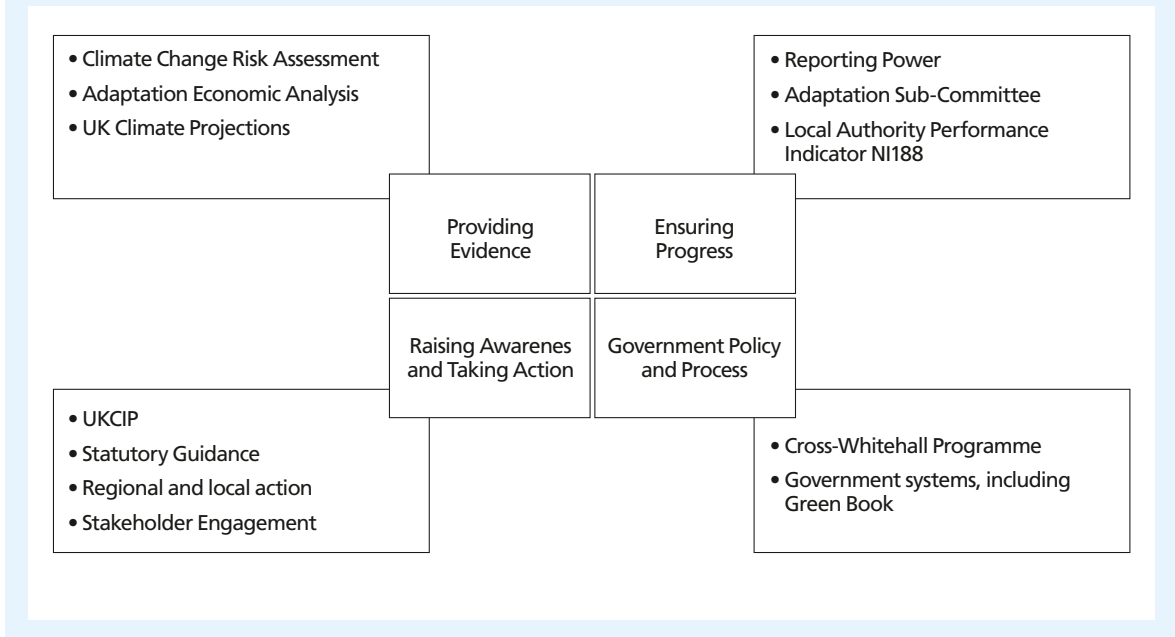 • Climate Change Risk Assessment
• Adaptation Economic Analysis
• UK Climate Projections
• Reporting Power
• Adaptation Sub-Committee
• Local Authority Performance
Indicator NI188
Providing
Evidence
Ensuring
Progress
Raising Awarenes
and Taking Action
Government Policy
and Process
• UKCIP
• Statutory Guidance
• Regional and local action
• Stakeholder Engagement
• Cross-Whitehall Programme
• Government systems, including
Green Book